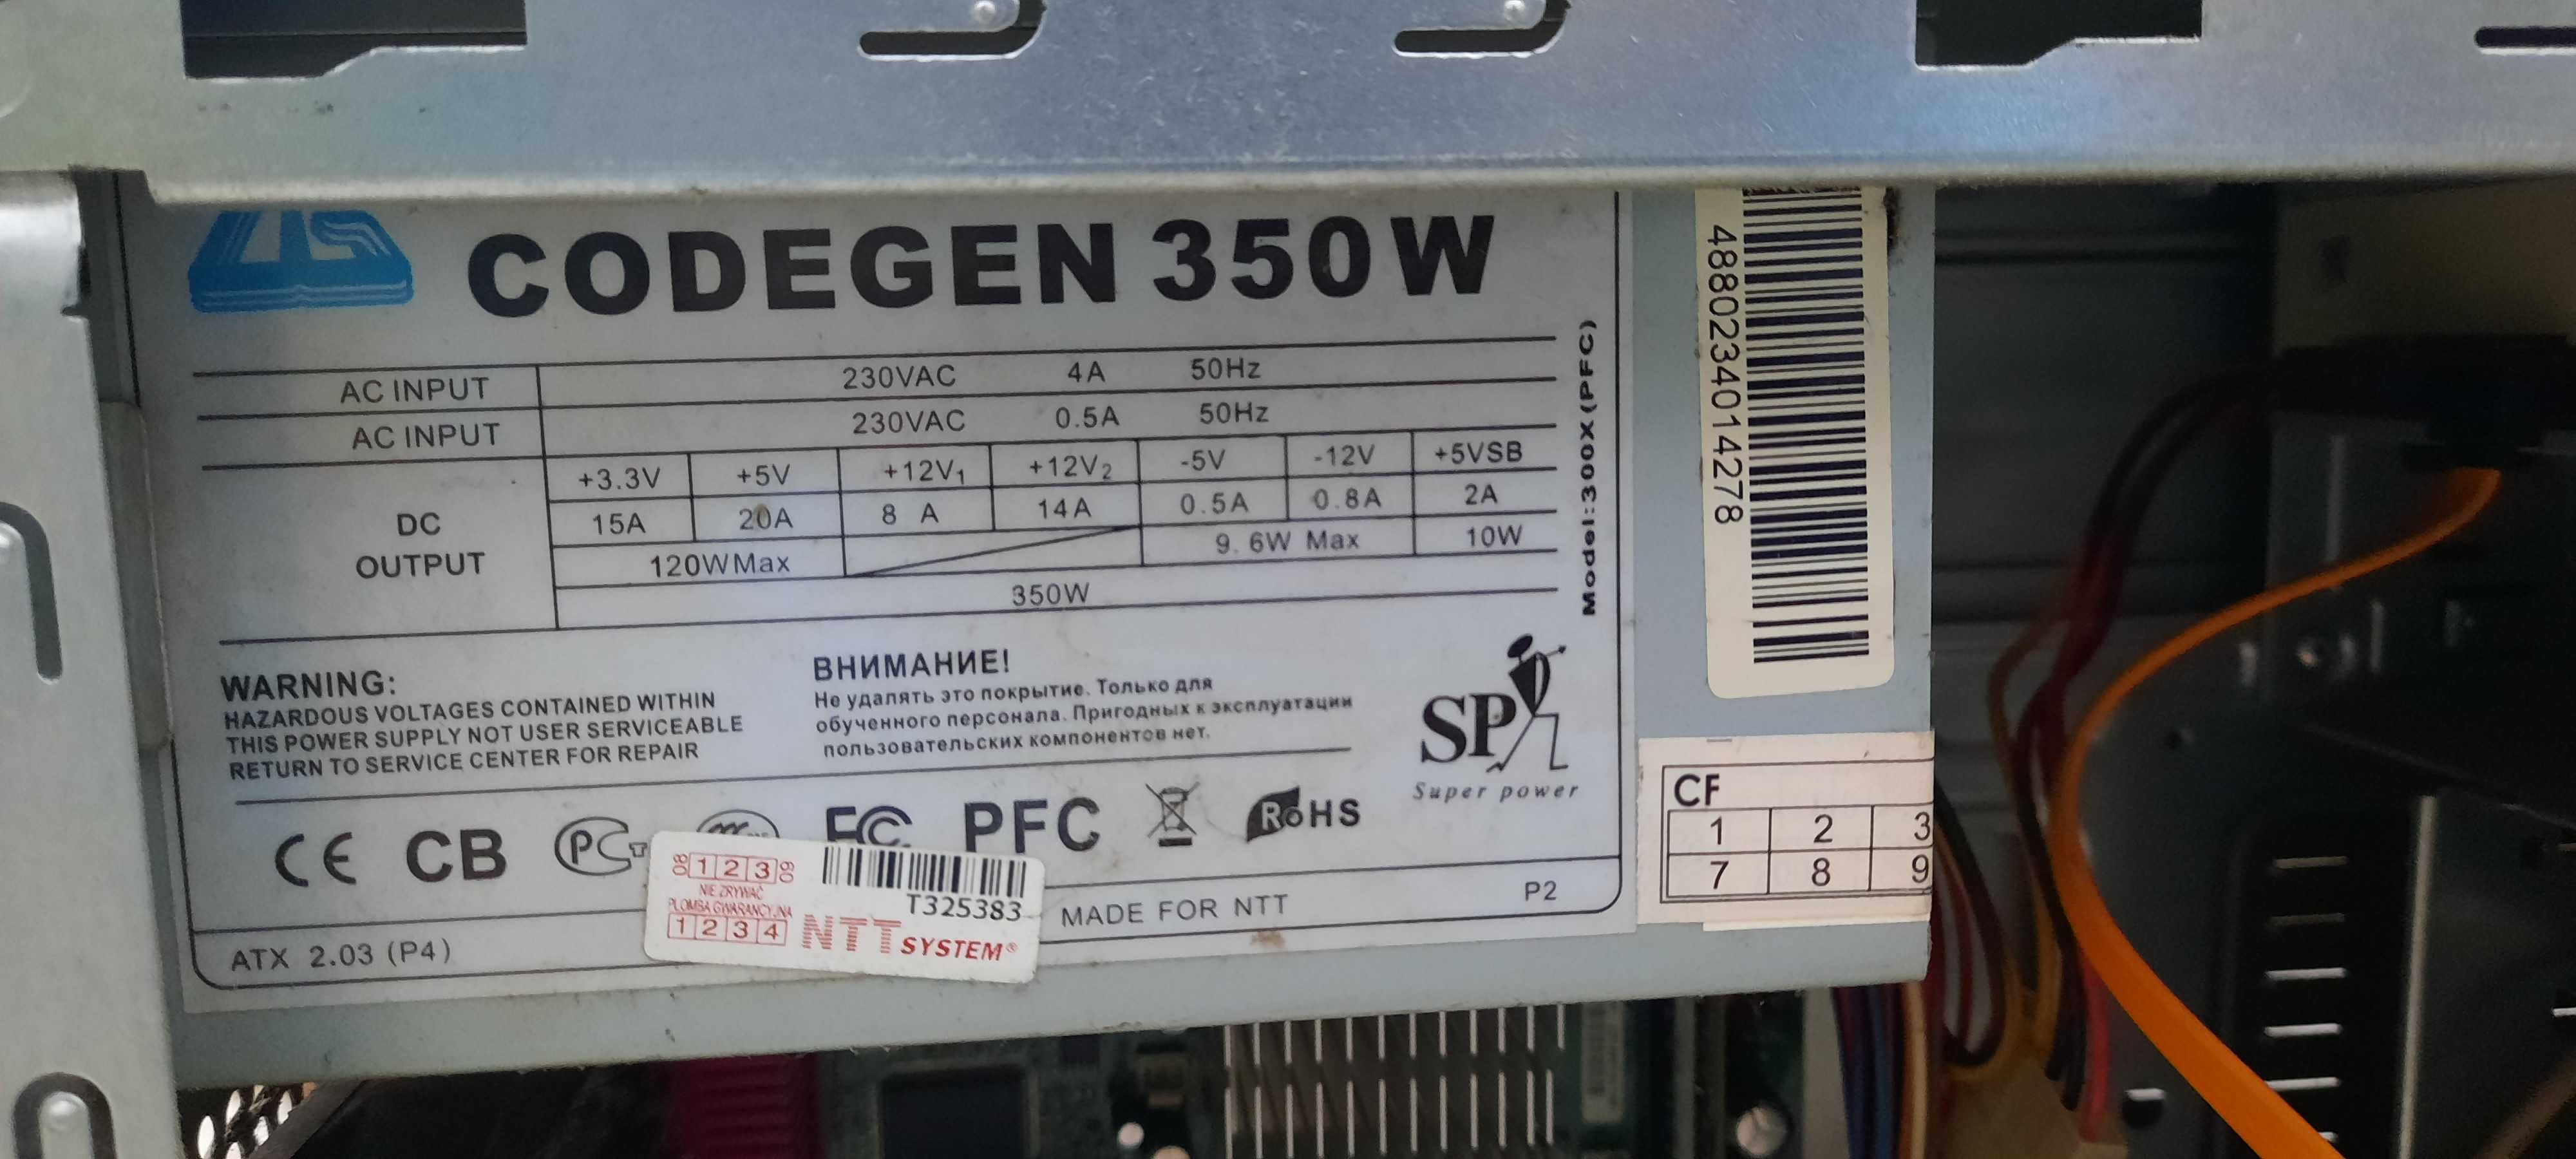 CODEGEN 350W
AC INPUT 230VAC 4A 50Hz
AC INPUT 230VAC 0.5A 50Hz
DC OUTPUT
+3.3V +5V +12V1 +12V2 -5V -12V +5VSB
15A 20A 8 A 14A 0.5A 0.8A 2A
120W Max 9.6W Max 10W
350W
Model:300X(PFC)
WARNING:
HAZARDOUS VOLTAGES CONTAINED WITHIN
THIS POWER SUPPLY NOT USER SERVICEABLE
RETURN TO SERVICE CENTER FOR REPAIR
ВНИМАНИЕ!
Не удалять это покрытие. Только для
обученного персонала. Пригодных к эксплуатации
пользовательских компонентов нет.
SP
Super power
CE CB PCT FC PFC RoHS
ATX 2.03 (P4)
MADE FOR NTT
P2
08 1 2 3 09
NIE ZRYWAĆ
PLOMBA GWARANCYJNA
1 2 3 4
T325383
NTT SYSTEM®
4880234014278
CF
1 2 3
7 8 9